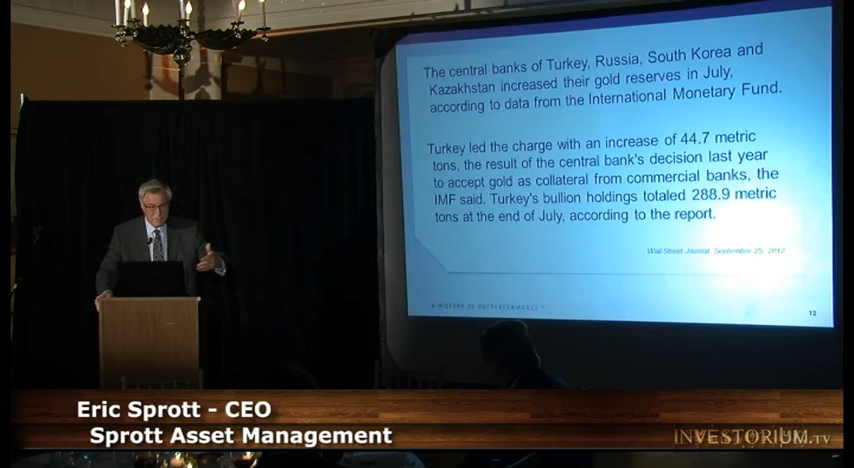 The central banks of Turkey, Russia, South Korea and
Kazakhstan increased their gold reserves in July,
according to data from the International Monetary Fund.
Turkey led the charge with an increase of 44.7 metric
tons, the result of the central bank's decision last year
to accept gold as collateral from commercial banks, the
IMF said. Turkey's bullion holdings totaled 288.9 metric
tons at the end of July, according to the report.
Wall Street Journal, September 25, 2012
A HISTORY OF OUTPERFORMANCE™
12
Eric Sprott - CEO
Sprott Asset Management
INVESTORIUM.TV